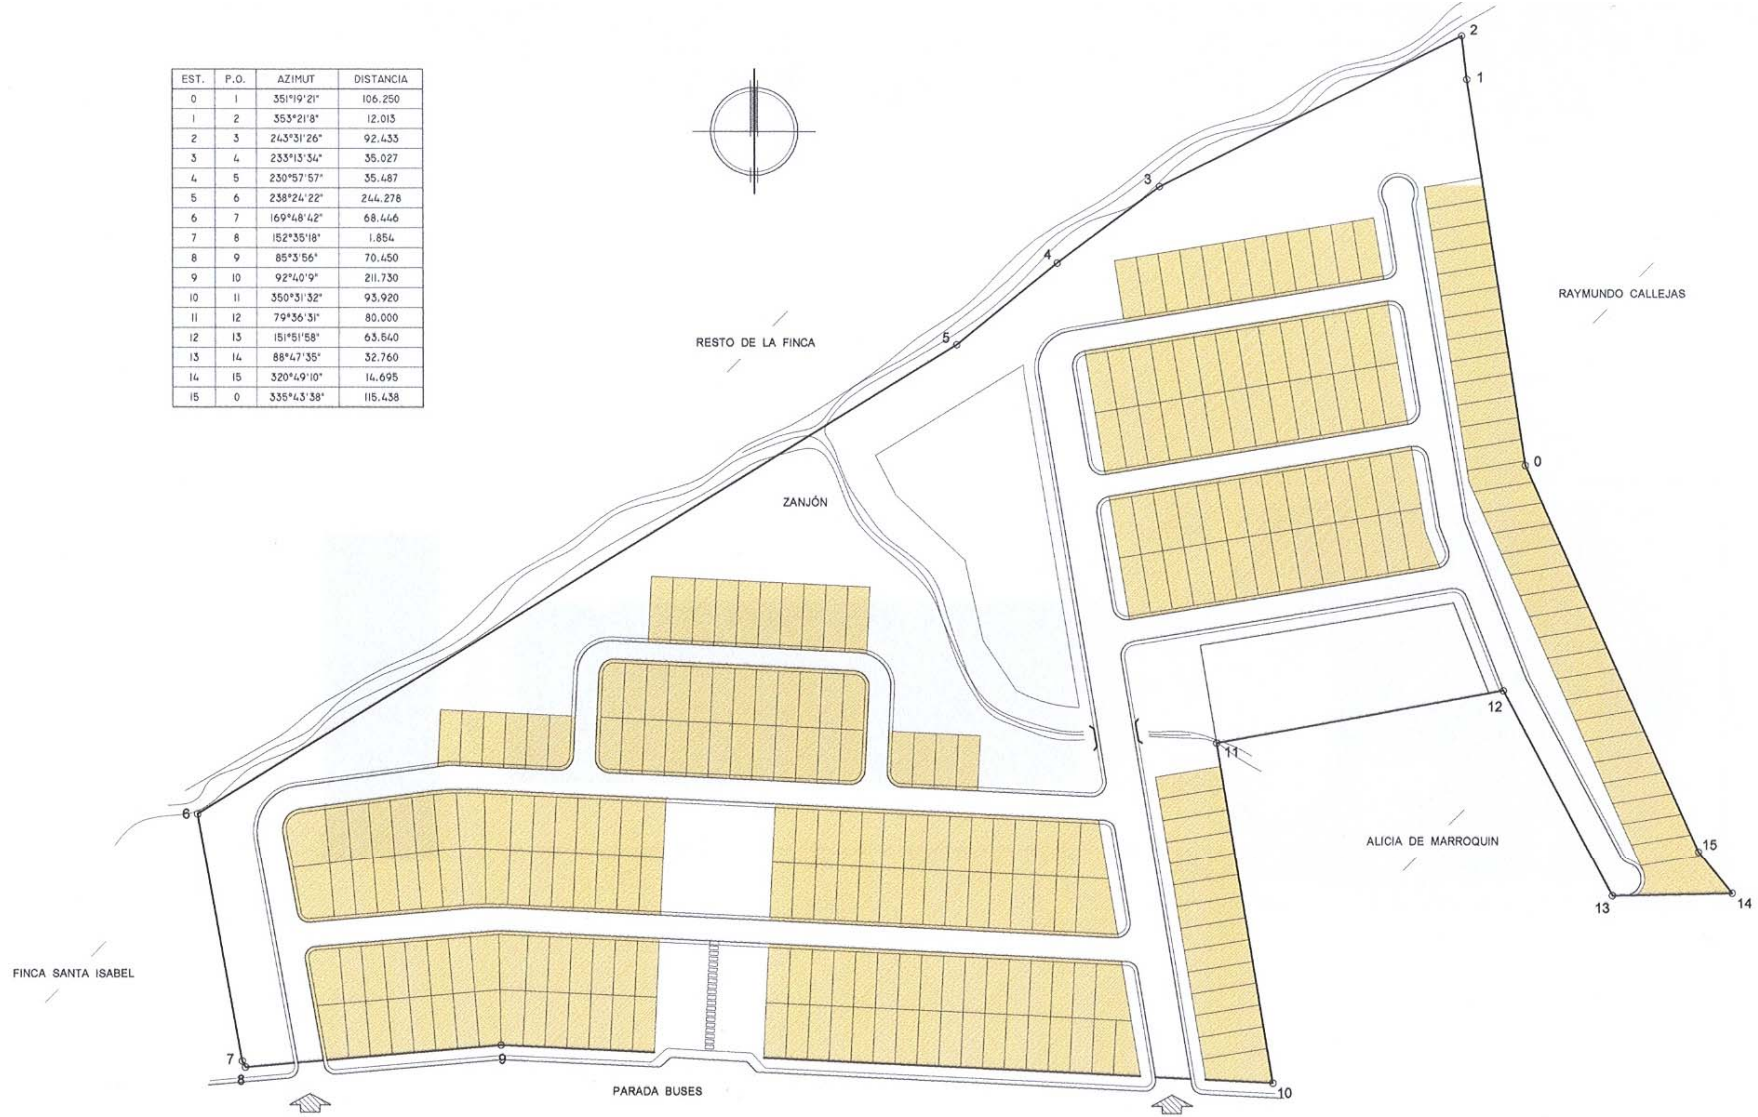 EST. P.O. AZIMUT DISTANCIA
0 1 351°19'21" 106.250
1 2 353°21'8" 12.013
2 3 243°31'26" 92.433
3 4 233°13'34" 35.027
4 5 230°57'57" 35.487
5 6 238°24'22" 244.278
6 7 169°48'42" 68.446
7 8 152°35'18" 1.854
8 9 85°3'56" 70.450
9 10 92°40'9" 211.730
10 11 350°31'32" 93.920
11 12 79°36'31" 80.000
12 13 151°51'58" 63.540
13 14 88°47'35" 32.760
14 15 320°49'10" 14.695
15 0 335°43'38" 115.438
2
1
3
4
RAYMUNDO CALLEJAS
5
RESTO DE LA FINCA
0
ZANJÓN
12
11
6
ALICIA DE MARROQUIN
15
14
13
FINCA SANTA ISABEL
7
9
8
PARADA BUSES
10